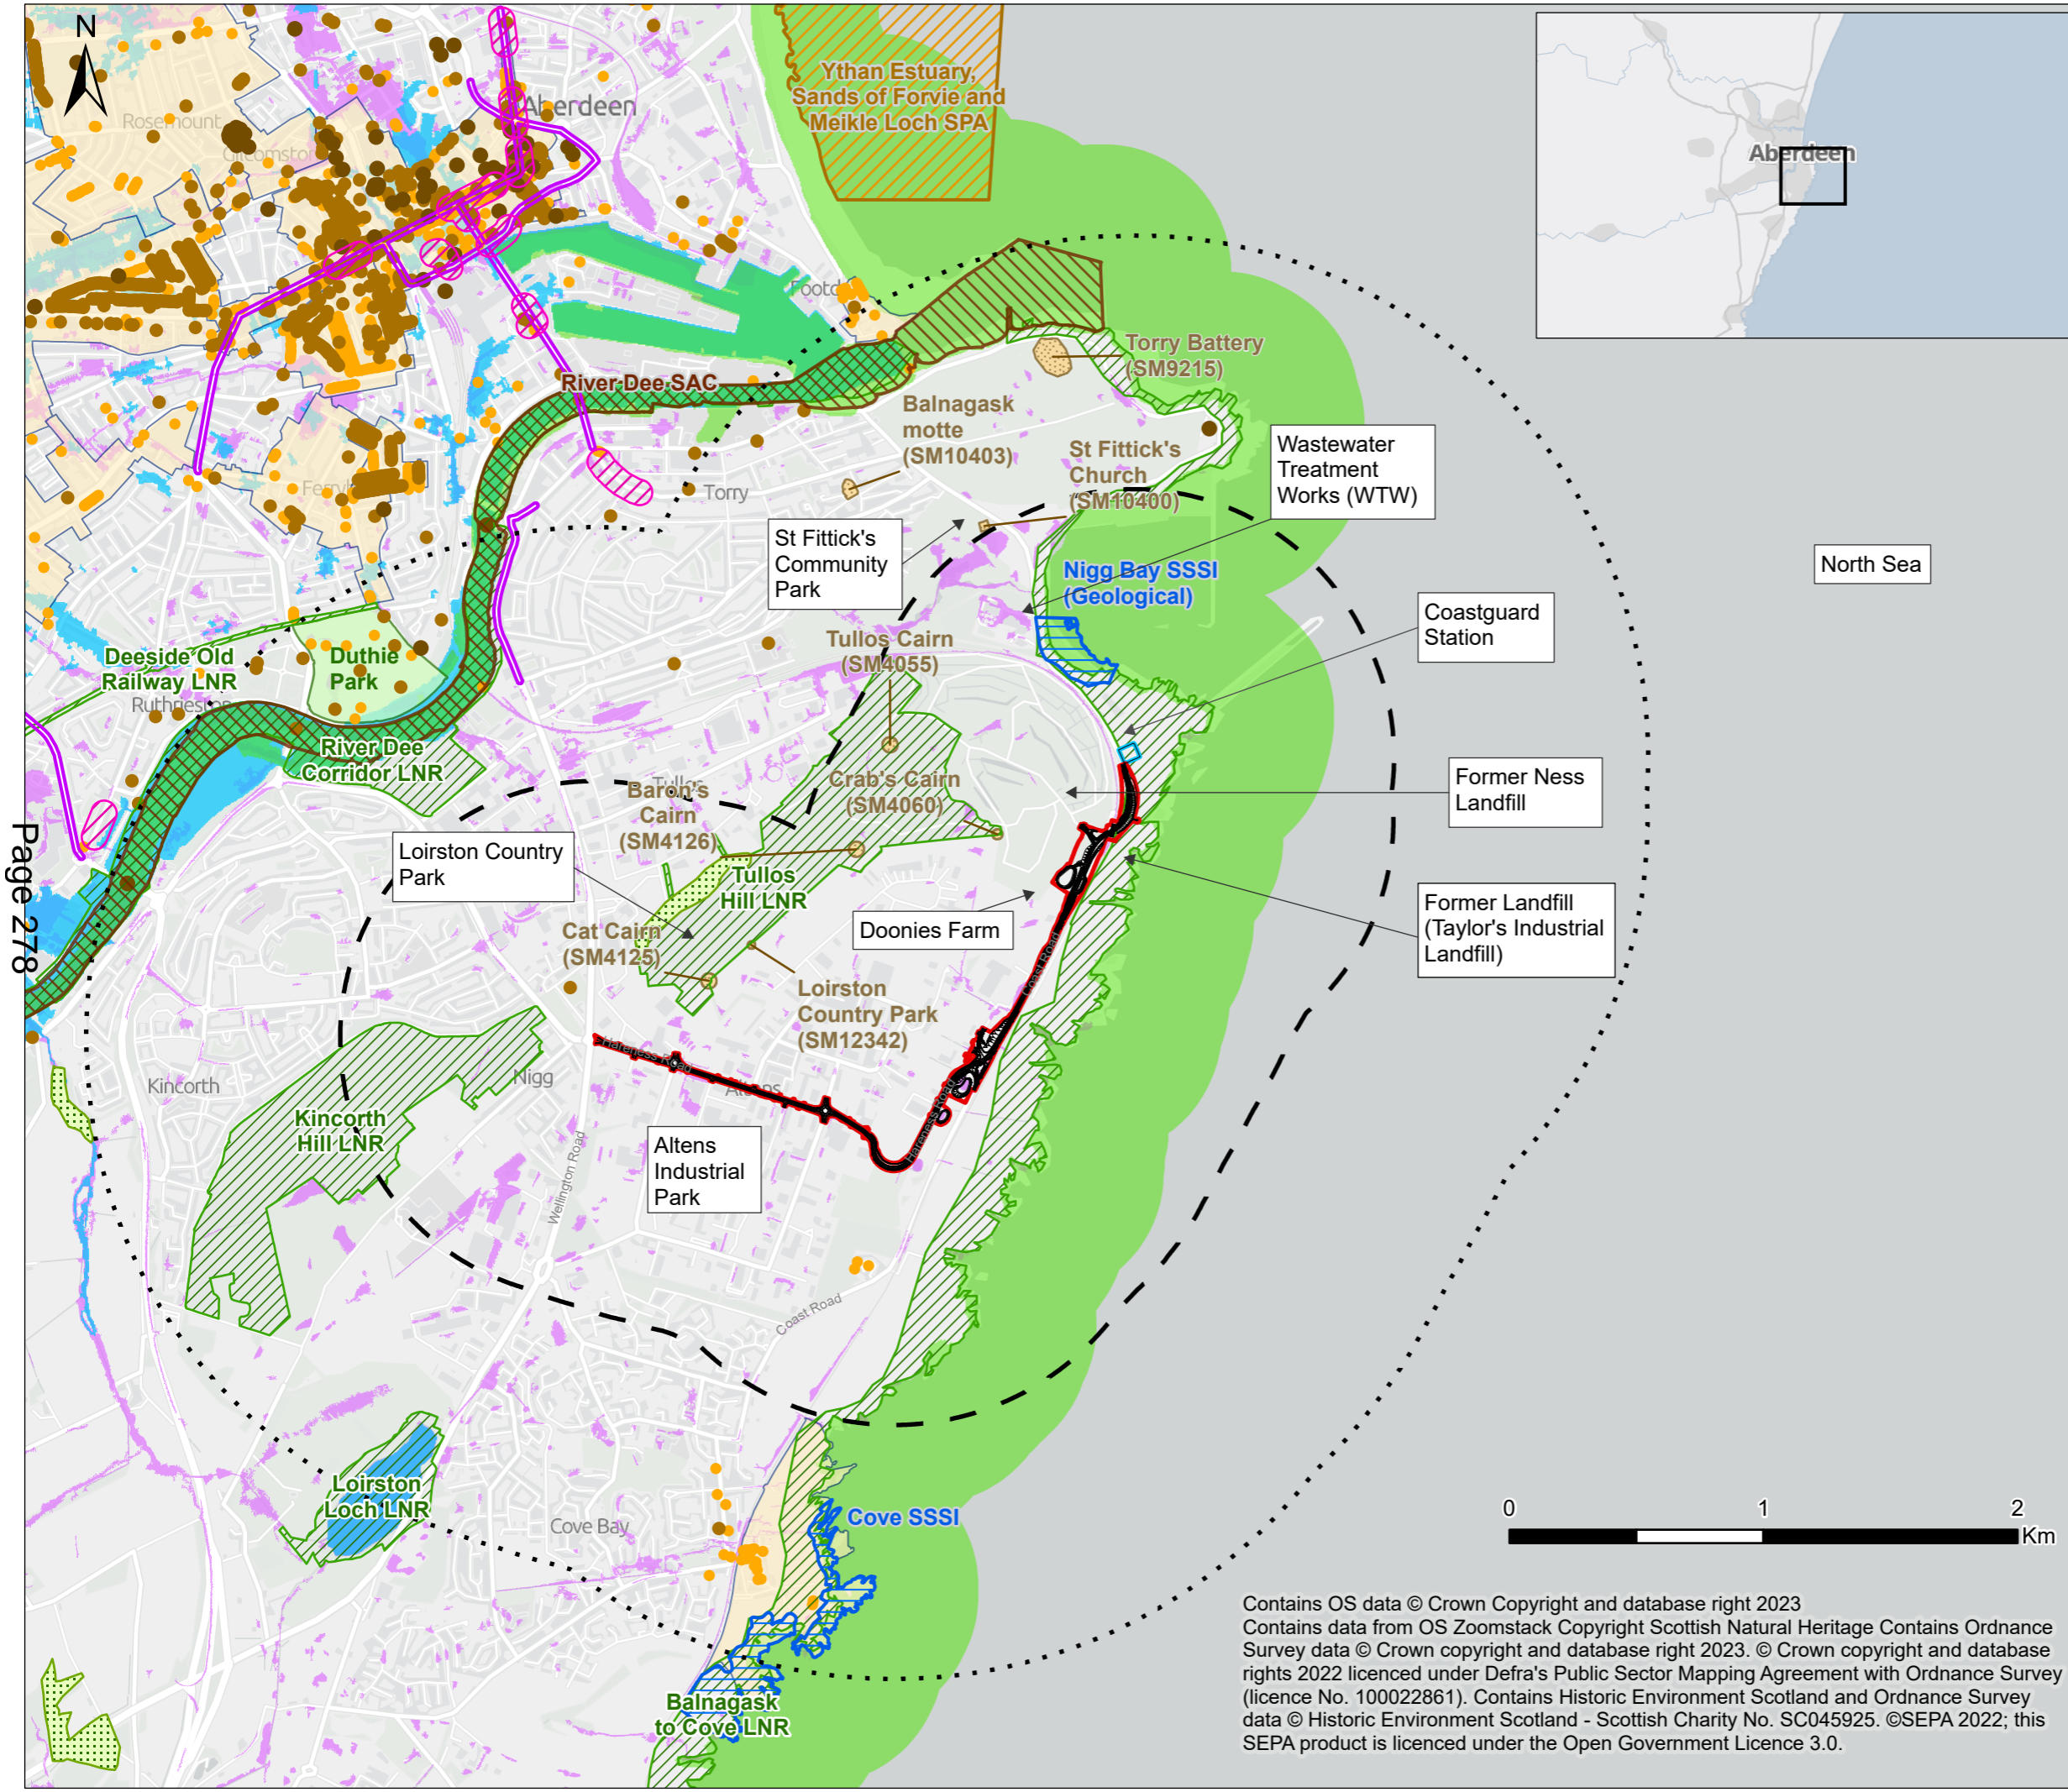 N
Aberdeen
Rosemount
Ythan Estuary,
Sands of Forvie and
Meikle Loch SPA
Aberdeen
River Dee SAC
Torry Battery
(SM9215)
Balnagask
motte
(SM10403)
St Fittick's
Church
(SM10400)
Wastewater
Treatment
Works (WTW)
Torry
St Fittick's
Community
Park
Nigg Bay SSSI
(Geological)
North Sea
Coastguard
Station
Tullos Cairn
(SM4055)
Deeside Old
Railway LNR
Duthie
Park
Ruthrieston
River Dee
Corridor LNR
Tullos
Baron's
Cairn
(SM4126)
Crab's Cairn
(SM4060)
Former Ness
Landfill
Page 278
Loirston Country
Park
Tullos
Hill LNR
Doonies Farm
Former Landfill
(Taylor's Industrial
Landfill)
Cat Cairn
(SM4125)
Coast Road
Loirston
Country Park
(SM12342)
Hareness Road
Kincorth
Nigg
Altens
Hareness Road
Kincorth
Hill LNR
Altens
Industrial
Park
Wellington Road
Coast Road
Loirston
Loch LNR
Cove Bay
Cove SSSI
0 1 2
Km
Balnagask
to Cove LNR
Contains OS data © Crown Copyright and database right 2023
Contains data from OS Zoomstack Copyright Scottish Natural Heritage Contains Ordnance
Survey data © Crown copyright and database right 2023. © Crown copyright and database
rights 2022 licenced under Defra's Public Sector Mapping Agreement with Ordnance Survey
(licence No. 100022861). Contains Historic Environment Scotland and Ordnance Survey
data © Historic Environment Scotland - Scottish Charity No. SC045925. ©SEPA 2022; this
SEPA product is licenced under the Open Government Licence 3.0.